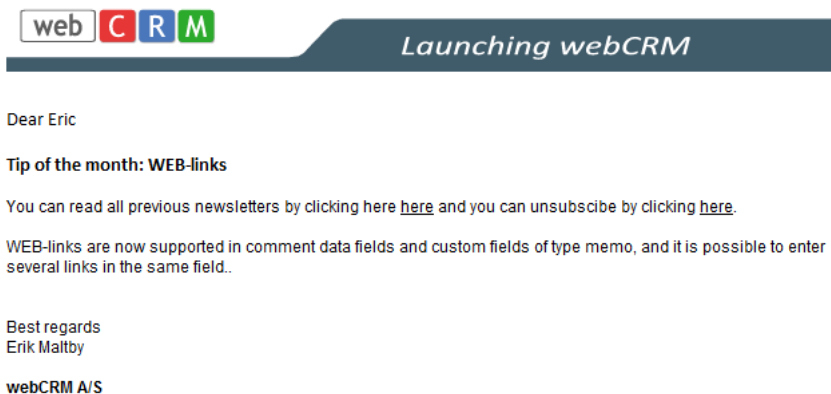 web CRM
Launching webCRM
Dear Eric
Tip of the month: WEB-links
You can read all previous newsletters by clicking here here and you can unsubscibe by clicking here.
WEB-links are now supported in comment data fields and custom fields of type memo, and it is possible to enter
several links in the same field..
Best regards
Erik Maltby
webCRM A/S